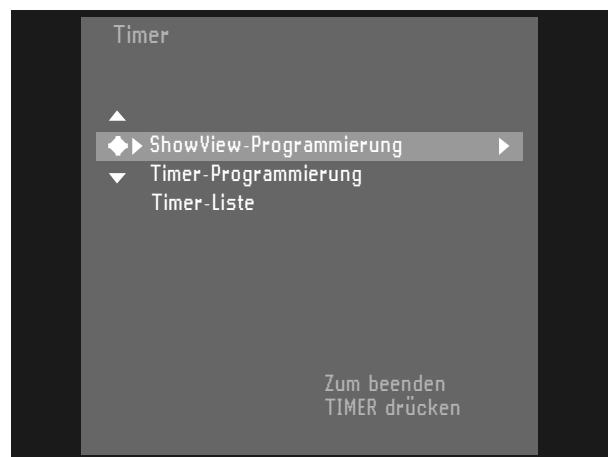 Timer
ShowView-Programmierung
Timer-Programmierung
Timer-Liste
Zum beenden
TIMER drücken